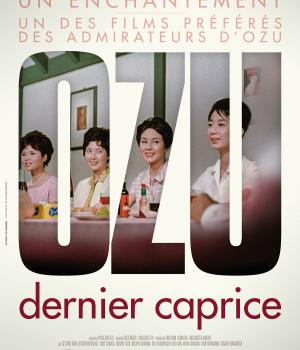 UN ENCHANTEMENT
UN DES FILMS PRÉFÉRÉS
DES ADMIRATEURS D'OZU
OZU
dernier caprice